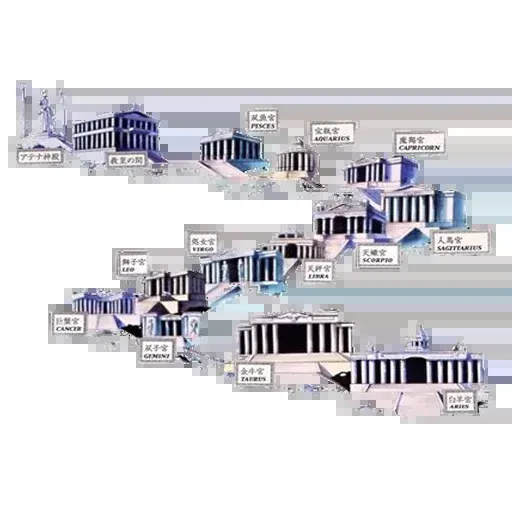 双魚宮
PISCES
宝瓶宮
AQUARIUS
魔羯宮
CAPRICORN
アテナ神殿
教皇の間
人馬宮
SAGITTARIUS
天蠍宮
SCORPIO
天秤宮
LIBRA
処女宮
VIRGO
獅子宮
LEO
巨蟹宮
CANCER
双子宮
GEMINI
金牛宮
TAURUS
白羊宮
ARIES